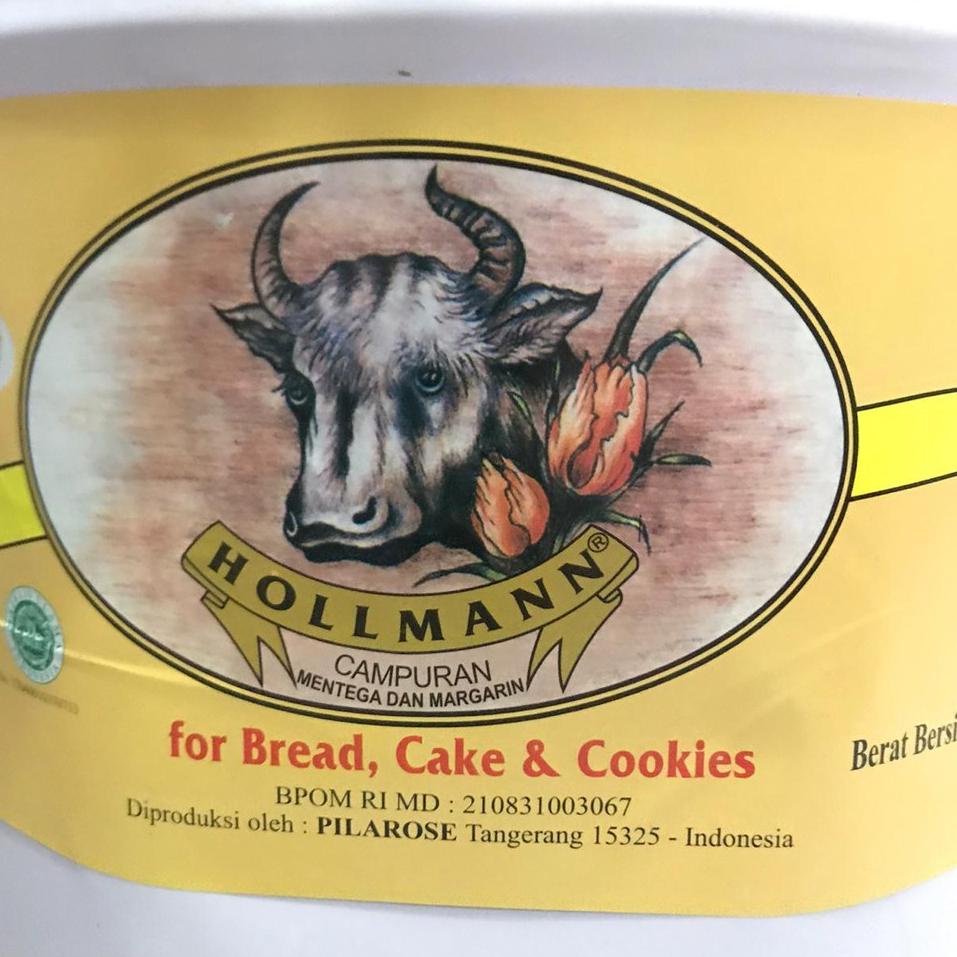 HOLLMANN®
CAMPURAN
MENTEGA DAN MARGARIN
for Bread, Cake & Cookies
Berat Bersi
BPOM RI MD : 210831003067
Diproduksi oleh : PILAROSE Tangerang 15325 - Indonesia